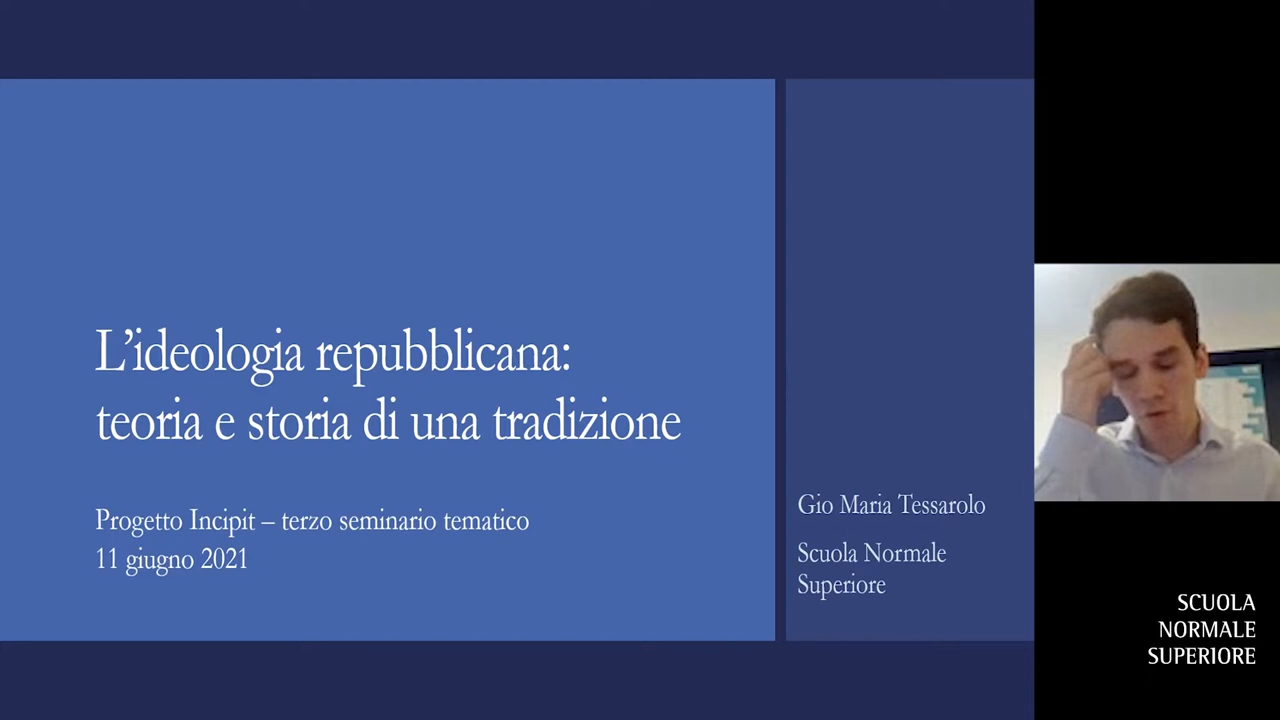 L’ideologia repubblicana:
teoria e storia di una tradizione
Progetto Incipit – terzo seminario tematico
11 giugno 2021
Gio Maria Tessarolo
Scuola Normale
Superiore
SCUOLA
NORMALE
SUPERIORE